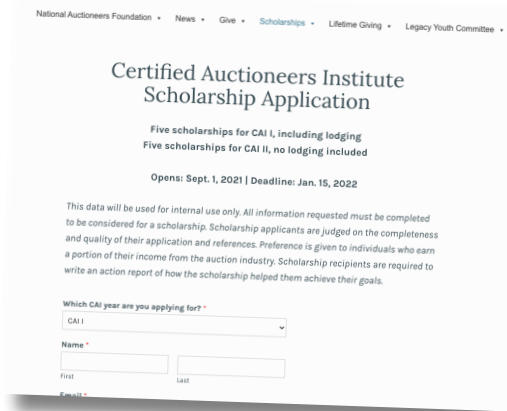 National Auctioneers Foundation News Give Scholarships Lifetime Giving Legacy Youth Committee
Certified Auctioneers Institute
Scholarship Application
Five scholarships for CAI I, including lodging
Five scholarships for CAI II, no lodging included
Opens: Sept. 1, 2021 | Deadline: Jan. 15, 2022
This data will be used for internal use only. All information requested must be completed
to be considered for a scholarship. Scholarship applicants are judged on the completeness
and quality of their application and references. Preference is given to individuals who earn
a portion of their income from the auction industry. Scholarship recipients are required to
write an action report of how the scholarship helped them achieve their goals.
Which CAI year are you applying for? *
CAI I
Name *
First Last
Email *